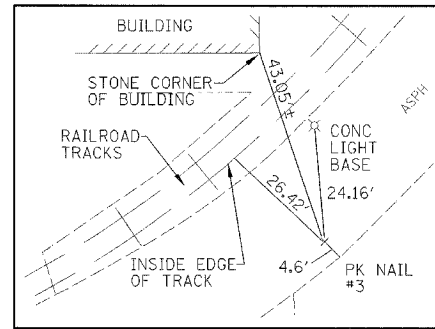 BUILDING
STONE CORNER
OF BUILDING
43.05'±
ASPH
RAILROAD
TRACKS
CONC
LIGHT
BASE
26.42'
24.16'
INSIDE EDGE
OF TRACK
4.6'
PK NAIL
#3